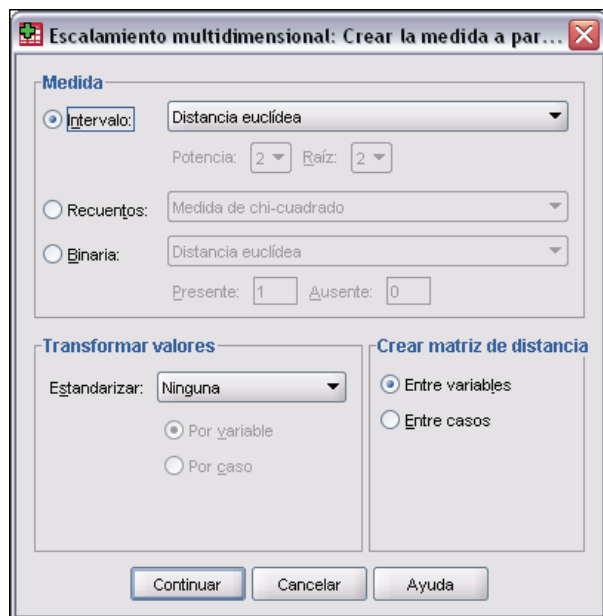 Escalamiento multidimensional: Crear la medida a par...
Medida
Intervalo: Distancia euclídea
Potencia: 2 Raíz: 2
Recuentos: Medida de chi-cuadrado
Binaria: Distancia euclídea
Presente: 1 Ausente: 0
Transformar valores
Estandarizar: Ninguna
Por variable
Por caso
Crear matriz de distancia
Entre variables
Entre casos
Continuar Cancelar Ayuda